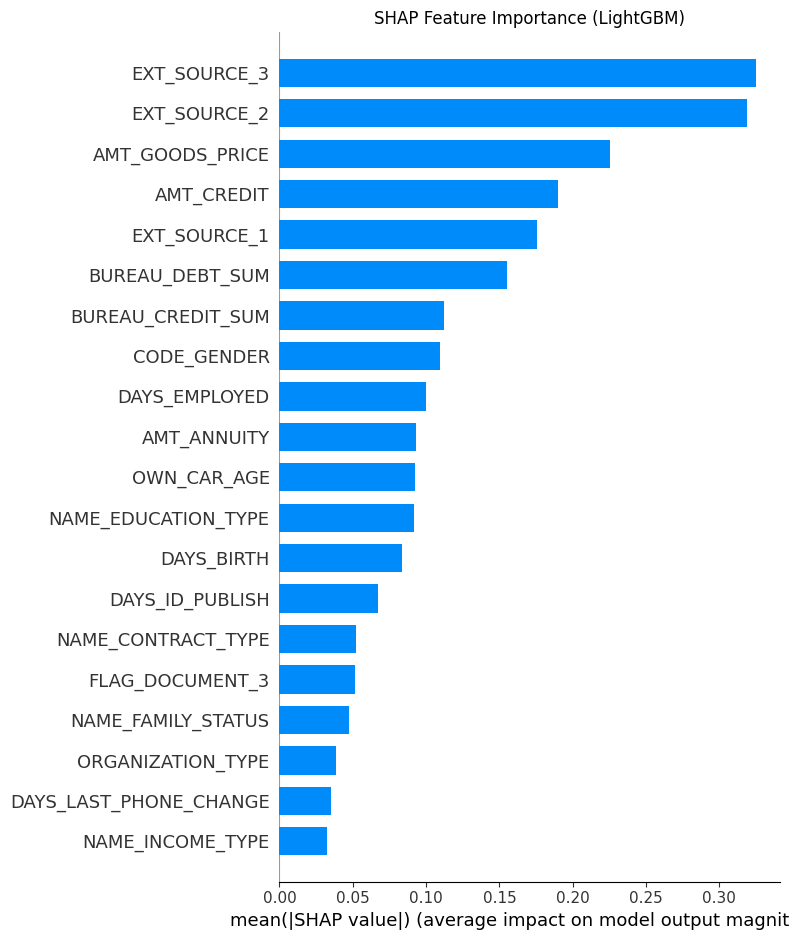 SHAP Feature Importance (LightGBM)
EXT_SOURCE_3
EXT_SOURCE_2
AMT_GOODS_PRICE
AMT_CREDIT
EXT_SOURCE_1
BUREAU_DEBT_SUM
BUREAU_CREDIT_SUM
CODE_GENDER
DAYS_EMPLOYED
AMT_ANNUITY
OWN_CAR_AGE
NAME_EDUCATION_TYPE
DAYS_BIRTH
DAYS_ID_PUBLISH
NAME_CONTRACT_TYPE
FLAG_DOCUMENT_3
NAME_FAMILY_STATUS
ORGANIZATION_TYPE
DAYS_LAST_PHONE_CHANGE
NAME_INCOME_TYPE
0.00 0.05 0.10 0.15 0.20 0.25 0.30
mean(|SHAP value|) (average impact on model output magnit